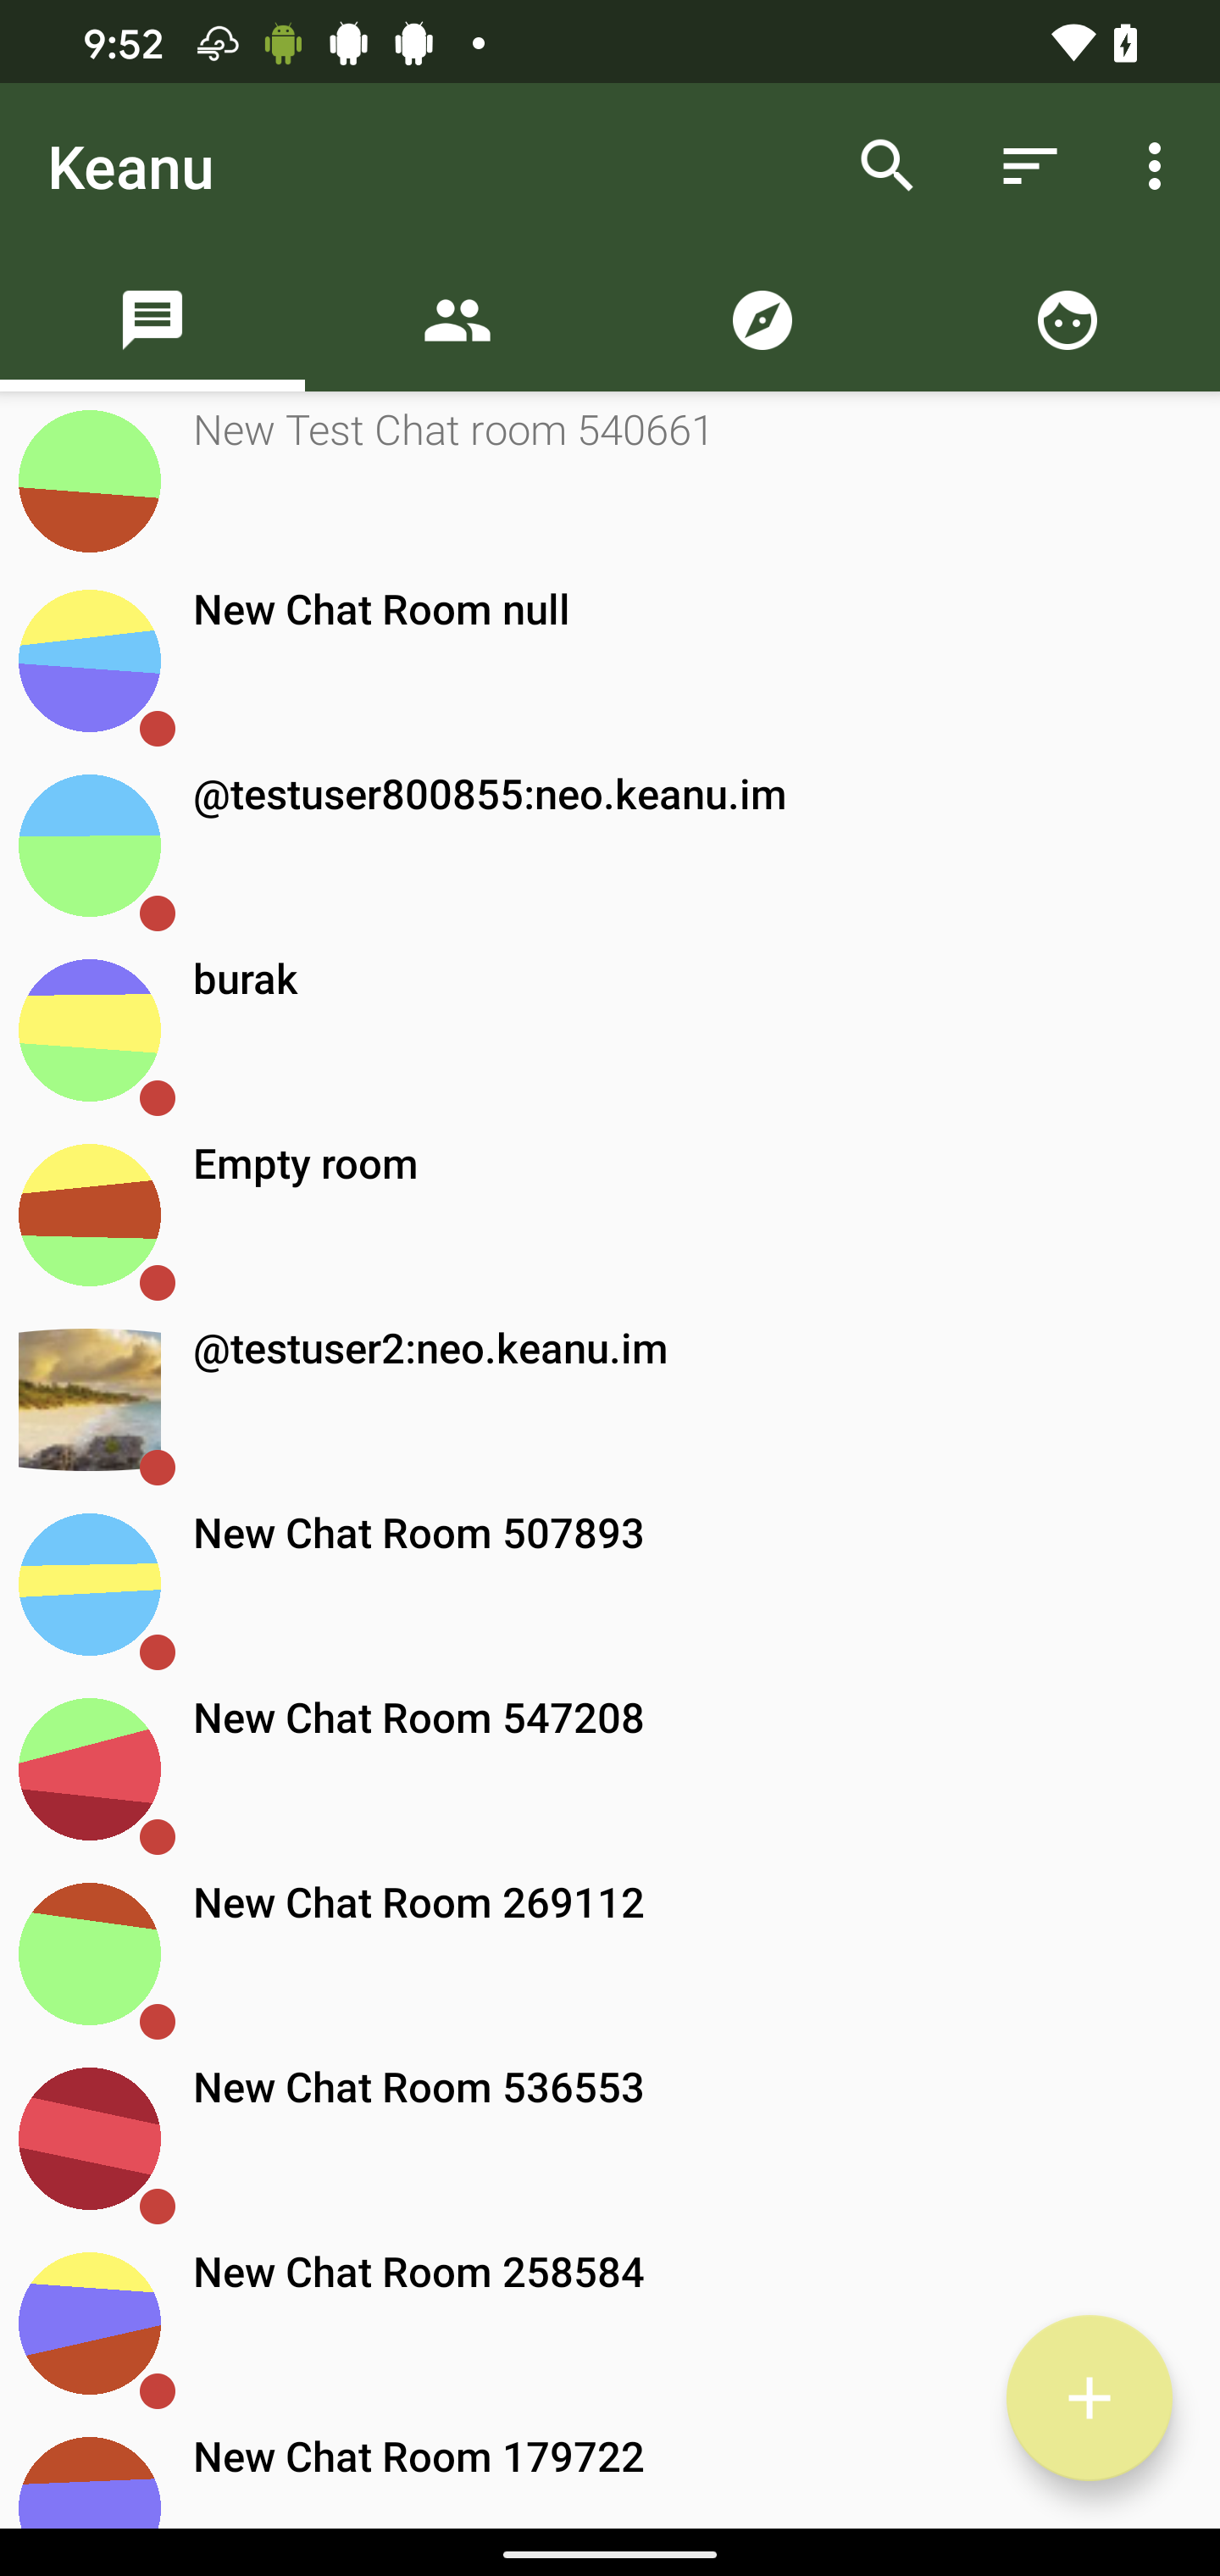 9:52
Keanu
New Test Chat room 540661
New Chat Room null
@testuser800855:neo.keanu.im
burak
Empty room
@testuser2:neo.keanu.im
New Chat Room 507893
New Chat Room 547208
New Chat Room 269112
New Chat Room 536553
New Chat Room 258584
New Chat Room 179722